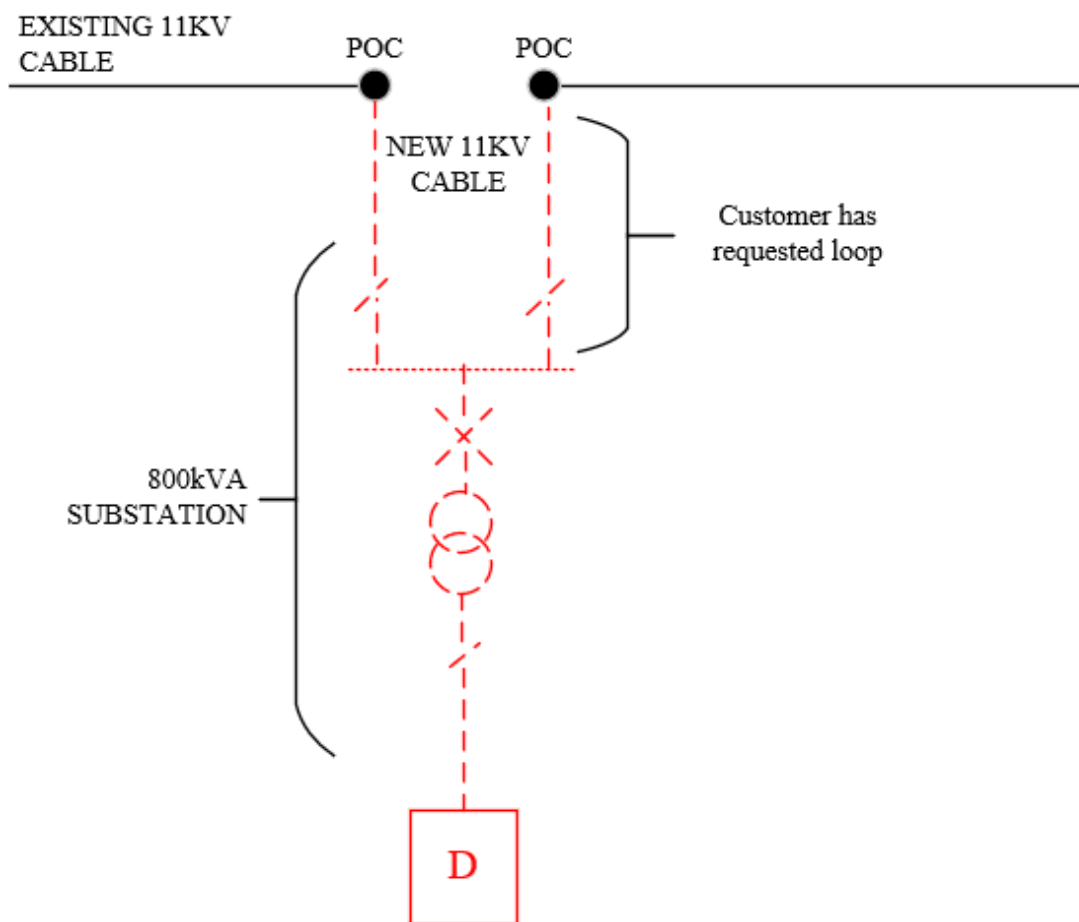 EXISTING 11KV
CABLE
POC
POC
NEW 11KV
CABLE
Customer has
requested loop
800kVA
SUBSTATION
D